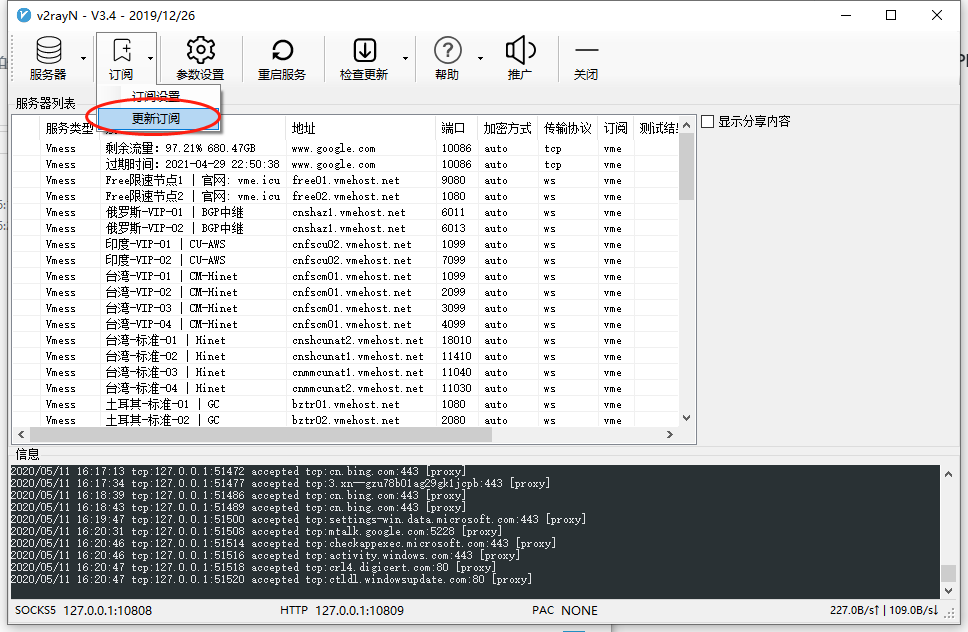 v2rayN - V3.4 - 2019/12/26
服务器 订阅 参数设置 重启服务 检查更新 帮助 推广 关闭
订阅设置
更新订阅
服务器列表
服务类型 地址 端口 加密方式 传输协议 订阅 测试结果
显示分享内容
Vmess 剩余流量：97.21% 680.47GB www.google.com 10086 auto tcp vme
Vmess 过期时间：2021-04-29 22:50:38 www.google.com 10086 auto tcp vme
Vmess Free限速节点1 | 官网: vme.icu free01.vmehost.net 9080 auto ws vme
Vmess Free限速节点2 | 官网: vme.icu free02.vmehost.net 1080 auto ws vme
Vmess 俄罗斯-VIP-01 | BGP中继 cnshaz1.vmehost.net 6011 auto ws vme
Vmess 俄罗斯-VIP-02 | BGP中继 cnshaz1.vmehost.net 6013 auto ws vme
Vmess 印度-VIP-01 | CU-AWS cnfscu02.vmehost.net 1099 auto ws vme
Vmess 印度-VIP-02 | CU-AWS cnfscu02.vmehost.net 7099 auto ws vme
Vmess 台湾-VIP-01 | CM-Hinet cnfscm01.vmehost.net 1099 auto ws vme
Vmess 台湾-VIP-02 | CM-Hinet cnfscm01.vmehost.net 2099 auto ws vme
Vmess 台湾-VIP-03 | CM-Hinet cnfscm01.vmehost.net 3099 auto ws vme
Vmess 台湾-VIP-04 | CM-Hinet cnfscm01.vmehost.net 4099 auto ws vme
Vmess 台湾-标准-01 | Hinet cnshcunat2.vmehost.net 18010 auto ws vme
Vmess 台湾-标准-02 | Hinet cnshcunat1.vmehost.net 11410 auto ws vme
Vmess 台湾-标准-03 | Hinet cnmmcunat1.vmehost.net 11040 auto ws vme
Vmess 台湾-标准-04 | Hinet cnmmcunat2.vmehost.net 11030 auto ws vme
Vmess 土耳其-标准-01 | GC bztr01.vmehost.net 1080 auto ws vme
Vmess 土耳其-标准-02 | GC bztr02.vmehost.net 2080 auto ws vme
信息
2020/05/11 16:17:13 tcp:127.0.0.1:51472 accepted tcp:cn.bing.com:443 [proxy]
2020/05/11 16:17:34 tcp:127.0.0.1:51477 accepted tcp:3.xn--gzu78b01ag29gk1jcpb:443 [proxy]
2020/05/11 16:18:39 tcp:127.0.0.1:51486 accepted tcp:cn.bing.com:443 [proxy]
2020/05/11 16:18:43 tcp:127.0.0.1:51489 accepted tcp:cn.bing.com:443 [proxy]
2020/05/11 16:19:47 tcp:127.0.0.1:51500 accepted tcp:settings-win.data.microsoft.com:443 [proxy]
2020/05/11 16:20:31 tcp:127.0.0.1:51508 accepted tcp:mtalk.google.com:5228 [proxy]
2020/05/11 16:20:46 tcp:127.0.0.1:51514 accepted tcp:checkappexec.microsoft.com:443 [proxy]
2020/05/11 16:20:46 tcp:127.0.0.1:51516 accepted tcp:activity.windows.com:443 [proxy]
2020/05/11 16:20:47 tcp:127.0.0.1:51518 accepted tcp:crl4.digicert.com:80 [proxy]
2020/05/11 16:20:47 tcp:127.0.0.1:51520 accepted tcp:ctldl.windowsupdate.com:80 [proxy]
SOCKS5 127.0.0.1:10808 HTTP 127.0.0.1:10809 PAC NONE 227.0B/s↑ | 109.0B/s↓